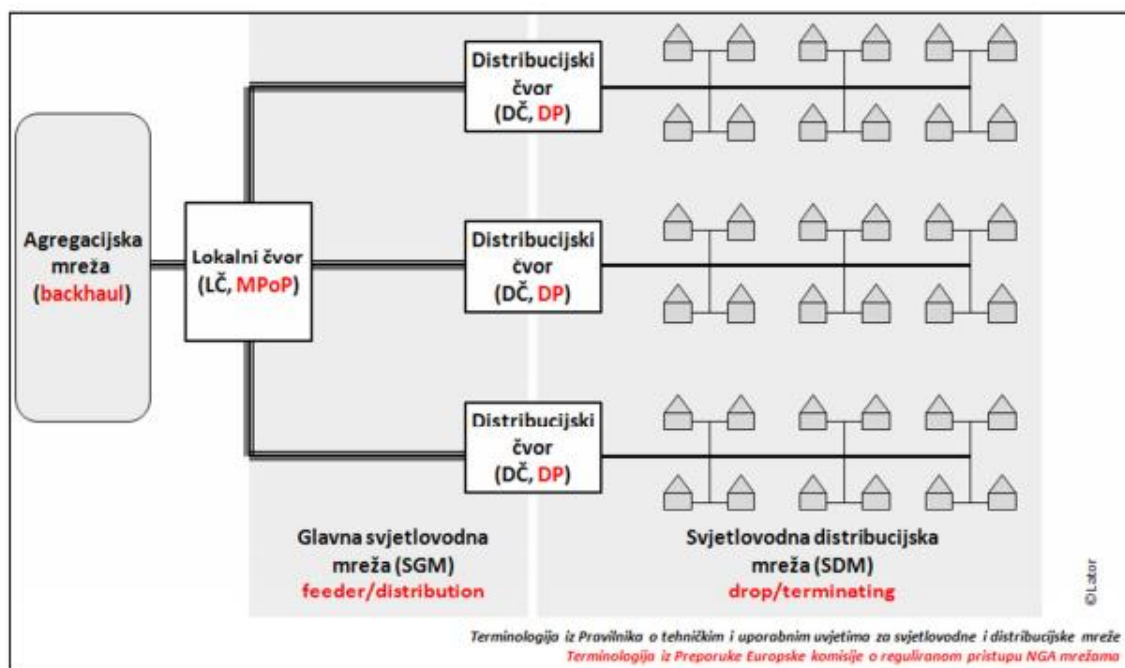 Agregacijska
mreža
(backhaul)
Lokalni čvor
(LČ, MPoP)
Distribucijski
čvor
(DČ, DP)
Distribucijski
čvor
(DČ, DP)
Distribucijski
čvor
(DČ, DP)
Glavna svjetlovodna
mreža (SGM)
feeder/distribution
Svjetlovodna distribucijska
mreža (SDM)
drop/terminating
©Lator
Terminologija iz Pravilnika o tehničkim i uporabnim uvjetima za svjetlovodne i distribucijske mreže
Terminologija iz Preporuke Europske komisije o reguliranom pristupu NGA mrežama